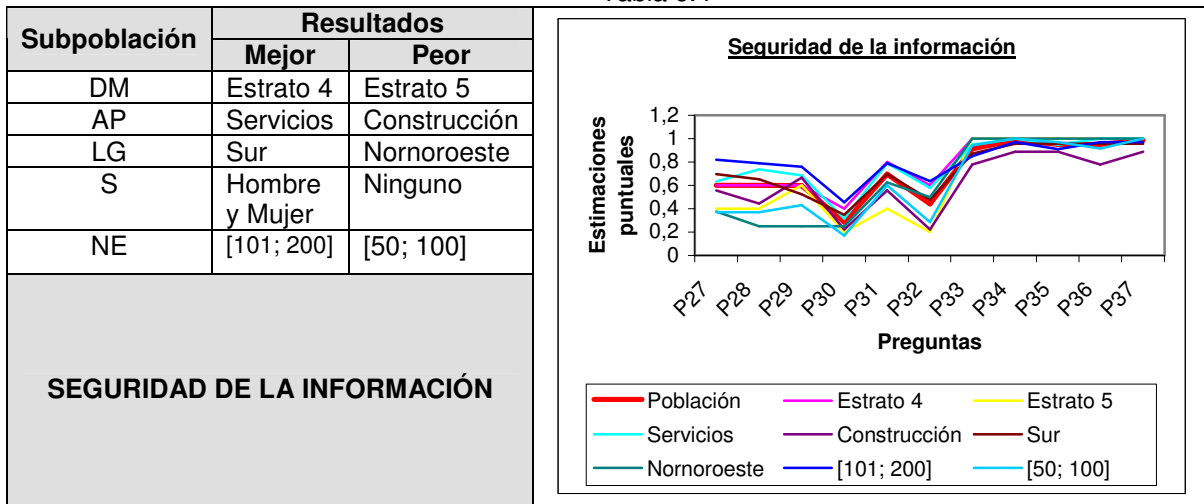 Subpoblación Resultados
Mejor Peor
DM Estrato 4 Estrato 5
AP Servicios Construcción
LG Sur Nornoroeste
S Hombre y Mujer Ninguno
NE [101; 200] [50; 100]
SEGURIDAD DE LA INFORMACIÓN
Seguridad de la información
Estimaciones
puntuales
1,2
1
0,8
0,6
0,4
0,2
0
P27 P28 P29 P30 P31 P32 P33 P34 P35 P36 P37
Preguntas
Población Estrato 4 Estrato 5
Servicios Construcción Sur
Nornoroeste [101; 200] [50; 100]